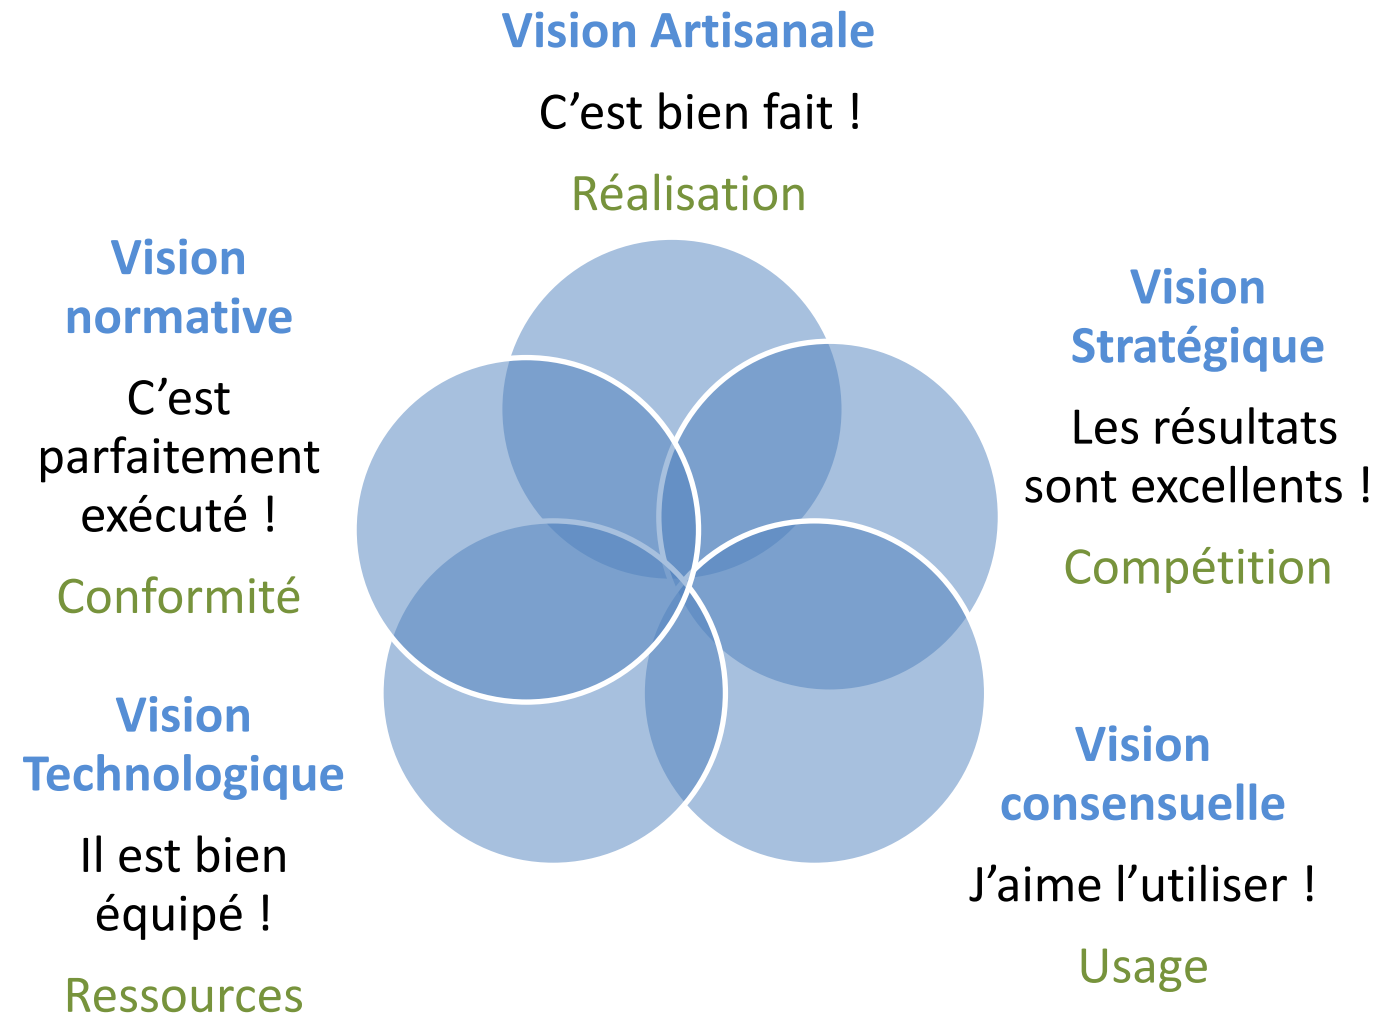 Vision Artisanale
C’est bien fait !
Réalisation
Vision
normative
C’est
parfaitement
exécuté !
Conformité
Vision
Stratégique
Les résultats
sont excellents !
Compétition
Vision
Technologique
Il est bien
équipé !
Ressources
Vision
consensuelle
J’aime l’utiliser !
Usage